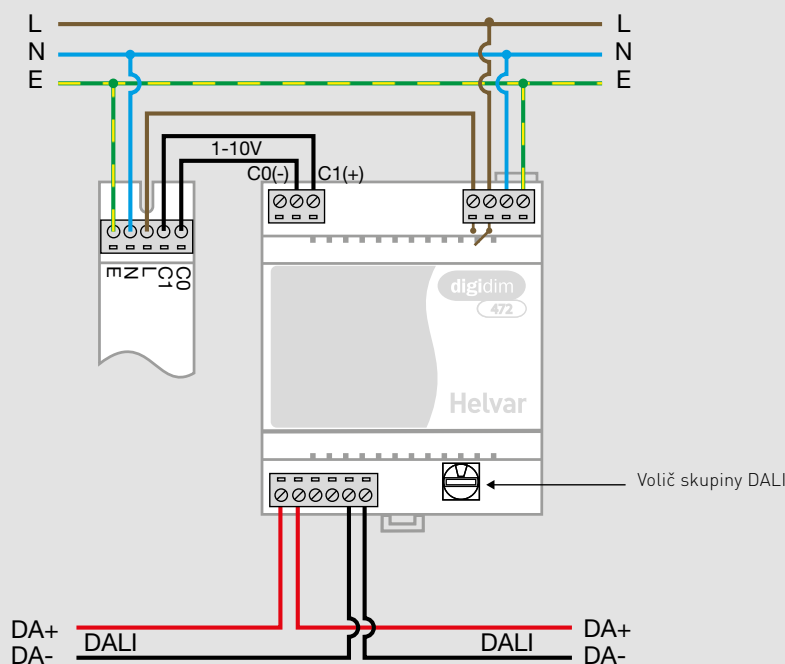 L L
N N
E E
1-10V
C0(-) C1(+)
E N L C1 C0
digidim
472
Helvar
Volič skupiny DALI
DA+ DALI DALI DA+
DA- DA-